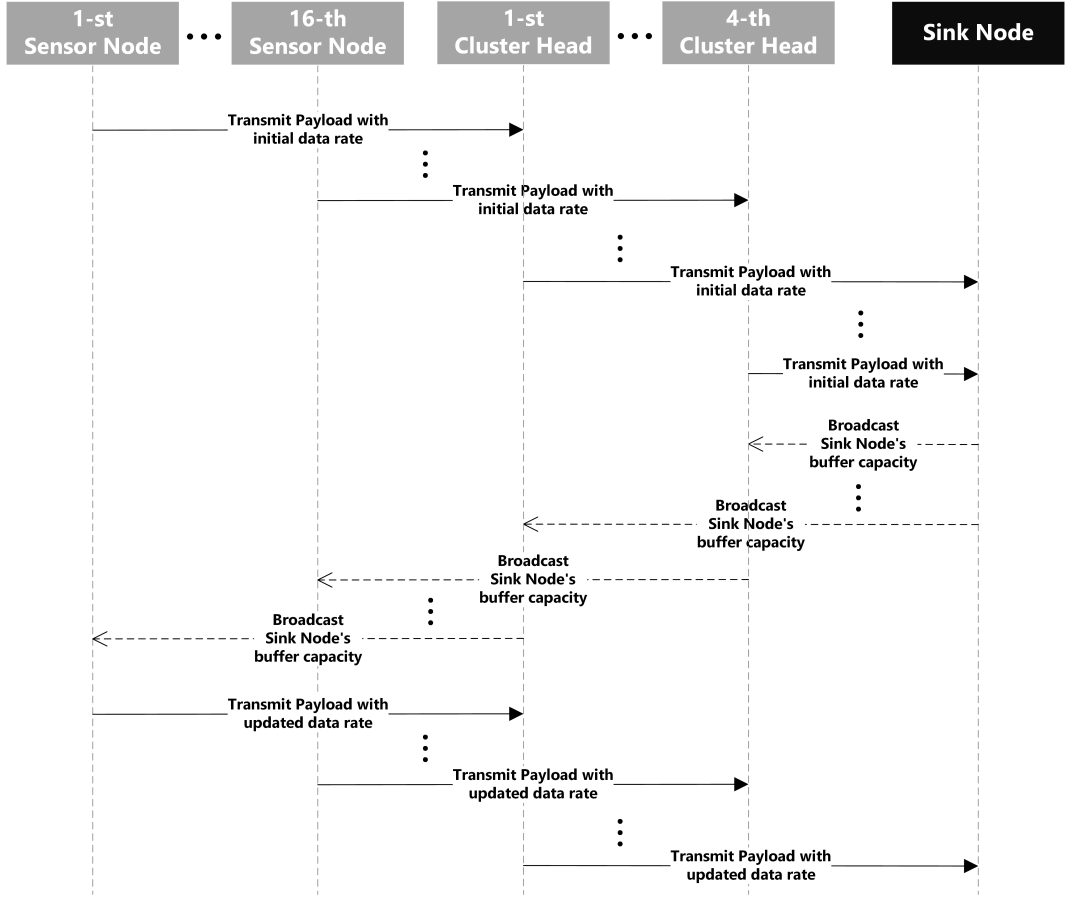 1-st
Sensor Node
16-th
Sensor Node
1-st
Cluster Head
4-th
Cluster Head
Sink Node
Transmit Payload with
initial data rate
Transmit Payload with
initial data rate
Transmit Payload with
initial data rate
Transmit Payload with
initial data rate
Broadcast
Sink Node's
buffer capacity
Broadcast
Sink Node's
buffer capacity
Broadcast
Sink Node's
buffer capacity
Broadcast
Sink Node's
buffer capacity
Transmit Payload with
updated data rate
Transmit Payload with
updated data rate
Transmit Payload with
updated data rate